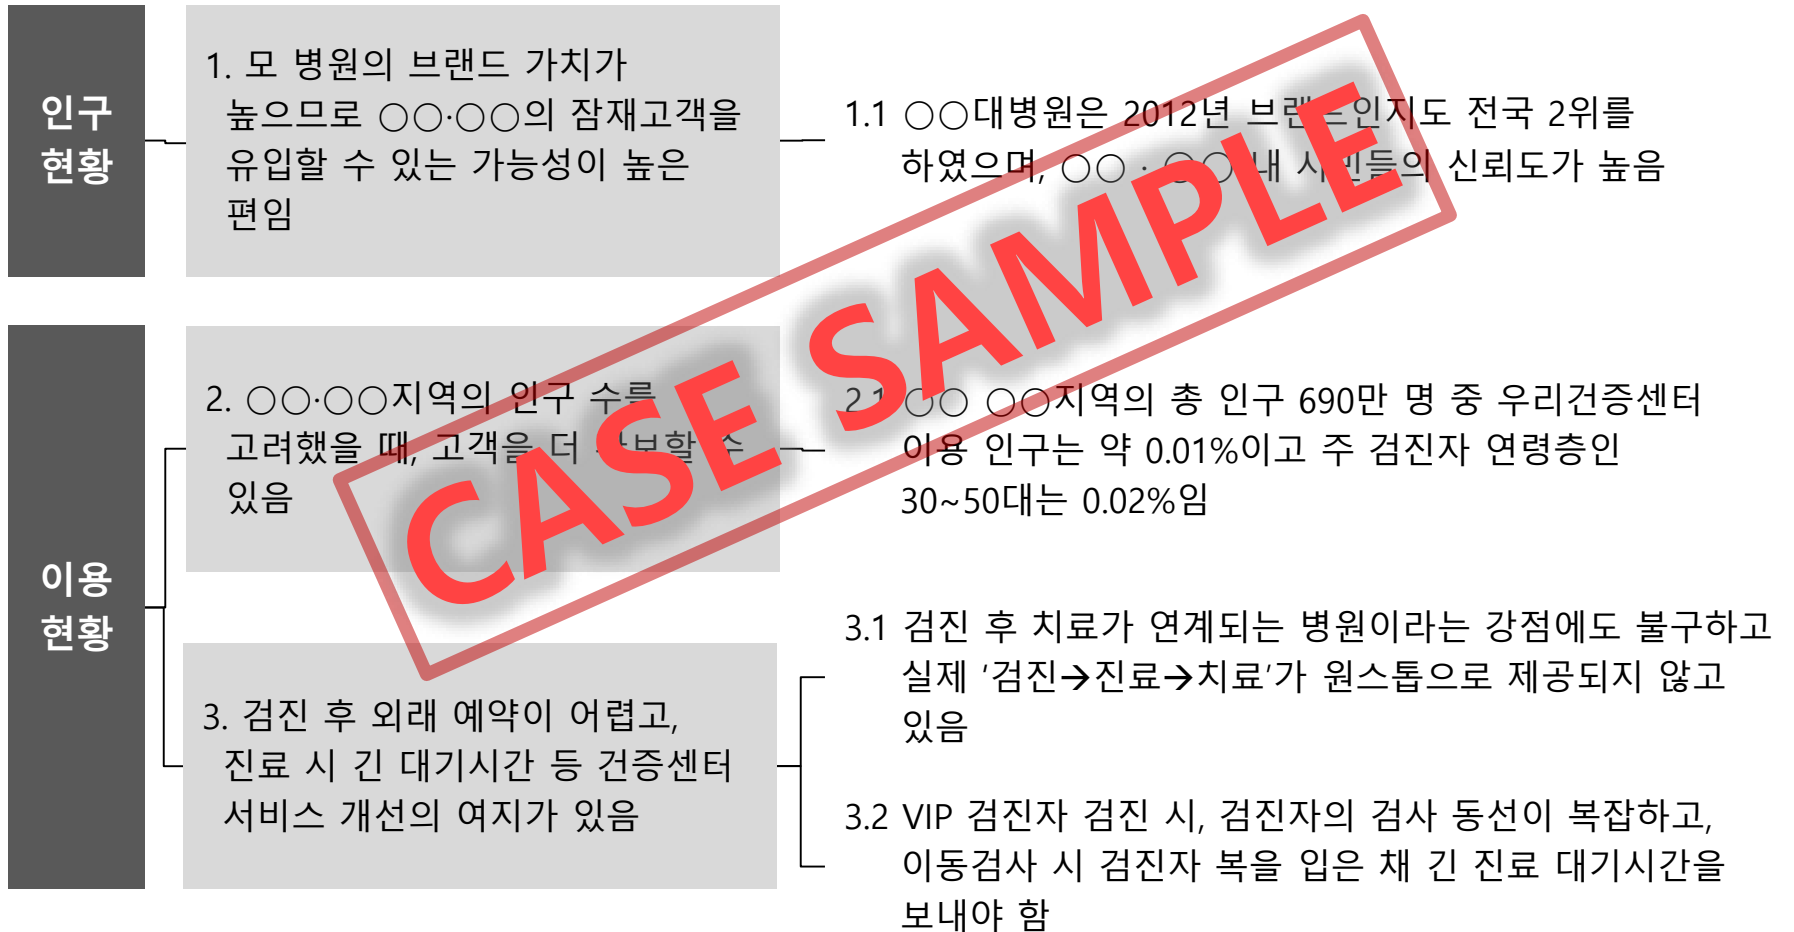 인구
현황
1. 모 병원의 브랜드 가치가
높으므로 ○○·○○의 잠재고객을
유입할 수 있는 가능성이 높은
편임
1.1 ○○대병원은 2012년 브랜드인지도 전국 2위를
하였으며, ○○ · ○○ 내 시민들의 신뢰도가 높음
이용
현황
2. ○○·○○지역의 인구 수를
고려했을 때, 고객을 더 확보할 수
있음
2.1 ○○ ○○지역의 총 인구 690만 명 중 우리건증센터
이용 인구는 약 0.01%이고 주 검진자 연령층인
30~50대는 0.02%임
3. 검진 후 외래 예약이 어렵고,
진료 시 긴 대기시간 등 건증센터
서비스 개선의 여지가 있음
3.1 검진 후 치료가 연계되는 병원이라는 강점에도 불구하고
실제 '검진→진료→치료'가 원스톱으로 제공되지 않고
있음
3.2 VIP 검진자 검진 시, 검진자의 검사 동선이 복잡하고,
이동검사 시 검진자 복을 입은 채 긴 진료 대기시간을
보내야 함
CASE SAMPLE